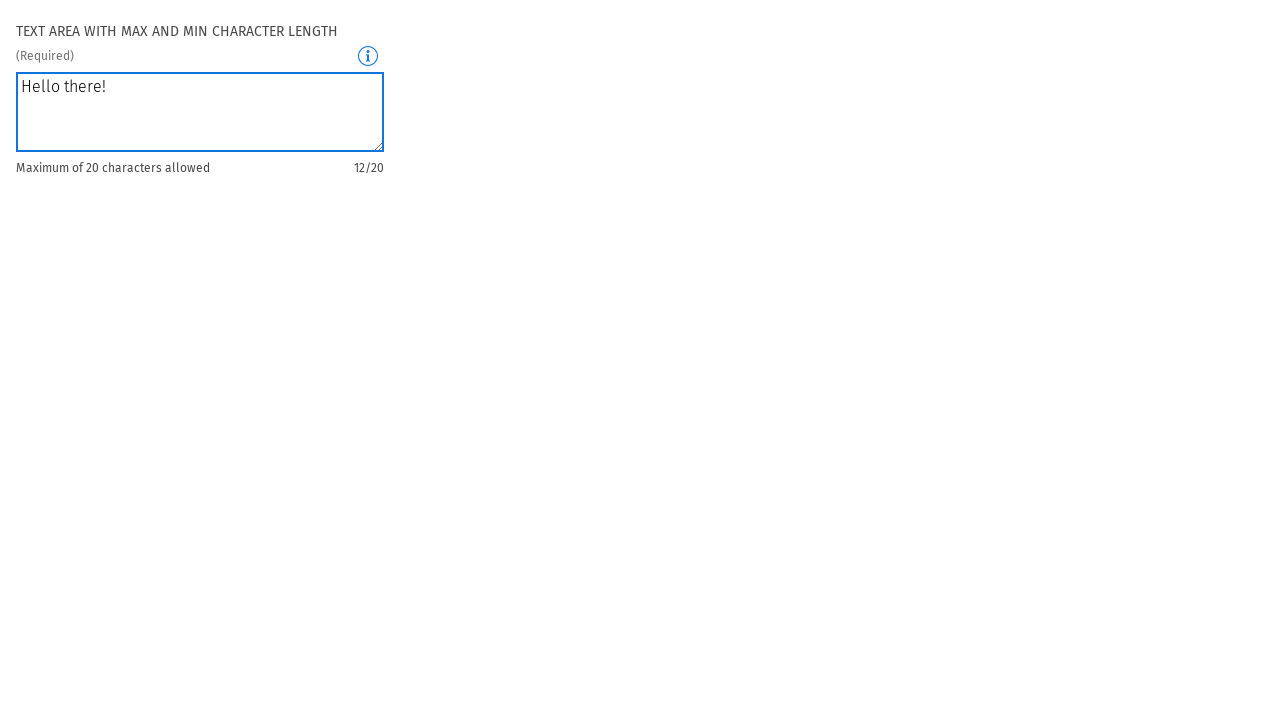 TEXT AREA WITH MAX AND MIN CHARACTER LENGTH
(Required)
Hello there!
Maximum of 20 characters allowed 12/20